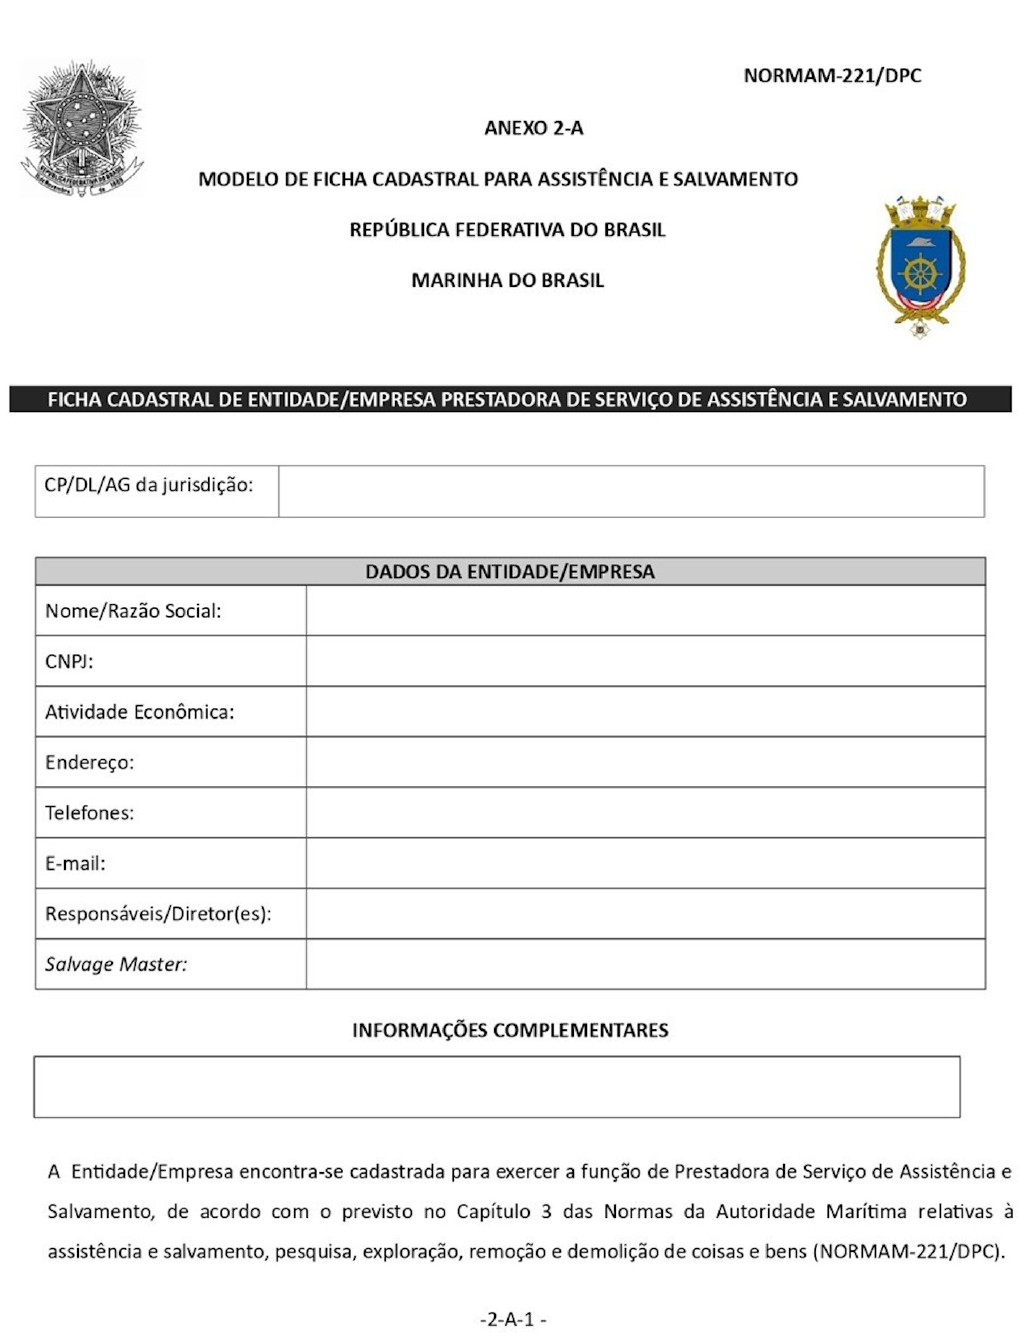 NORMAM-221/DPC
ANEXO 2-A
MODELO DE FICHA CADASTRAL PARA ASSISTÊNCIA E SALVAMENTO
REPÚBLICA FEDERATIVA DO BRASIL
MARINHA DO BRASIL
FICHA CADASTRAL DE ENTIDADE/EMPRESA PRESTADORA DE SERVIÇO DE ASSISTÊNCIA E SALVAMENTO
CP/DL/AG da jurisdição:
DADOS DA ENTIDADE/EMPRESA
Nome/Razão Social:
CNPJ:
Atividade Econômica:
Endereço:
Telefones:
E-mail:
Responsáveis/Diretor(es):
Salvage Master:
INFORMAÇÕES COMPLEMENTARES
A Entidade/Empresa encontra-se cadastrada para exercer a função de Prestadora de Serviço de Assistência e
Salvamento, de acordo com o previsto no Capítulo 3 das Normas da Autoridade Marítima relativas à
assistência e salvamento, pesquisa, exploração, remoção e demolição de coisas e bens (NORMAM-221/DPC).
-2-A-1 -